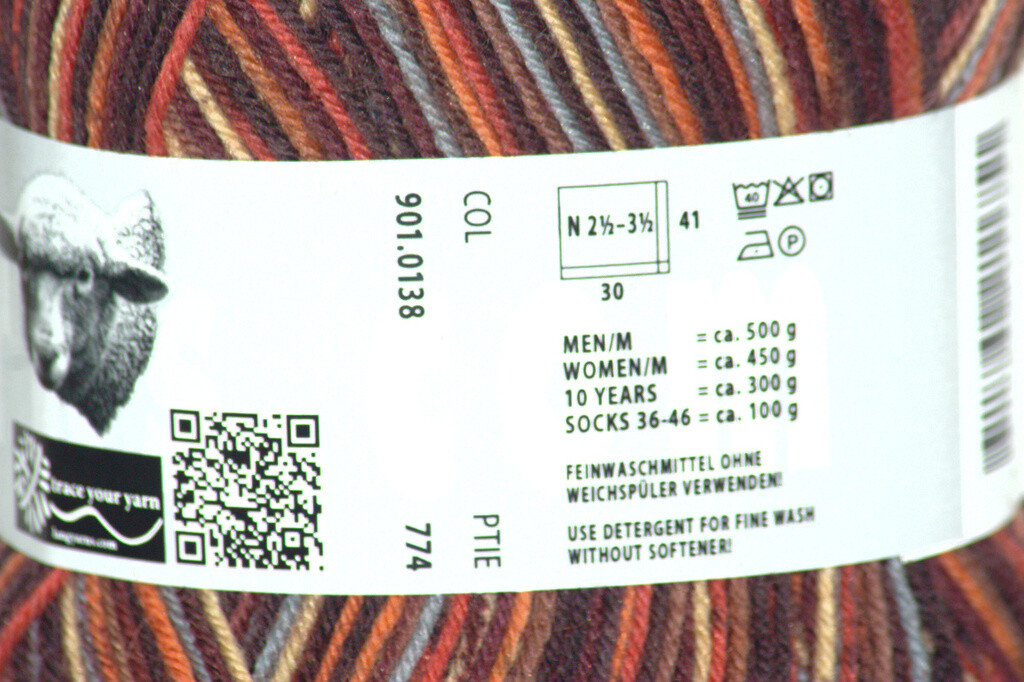 trace your yarn
langyarns.com
COL
901.0138
PTIE
774
N 2½–3½
41
30
40
P
MEN/M = ca. 500 g
WOMEN/M = ca. 450 g
10 YEARS = ca. 300 g
SOCKS 36-46 = ca. 100 g
FEINWASCHMITTEL OHNE
WEICHSPÜLER VERWENDEN!
USE DETERGENT FOR FINE WASH
WITHOUT SOFTENER!